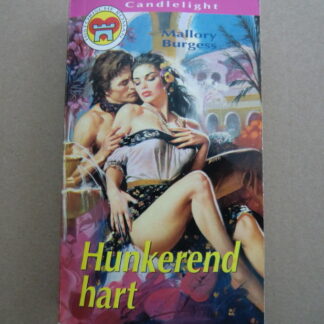 Candlelight
Mallory
Burgess
Hunkerend
hart